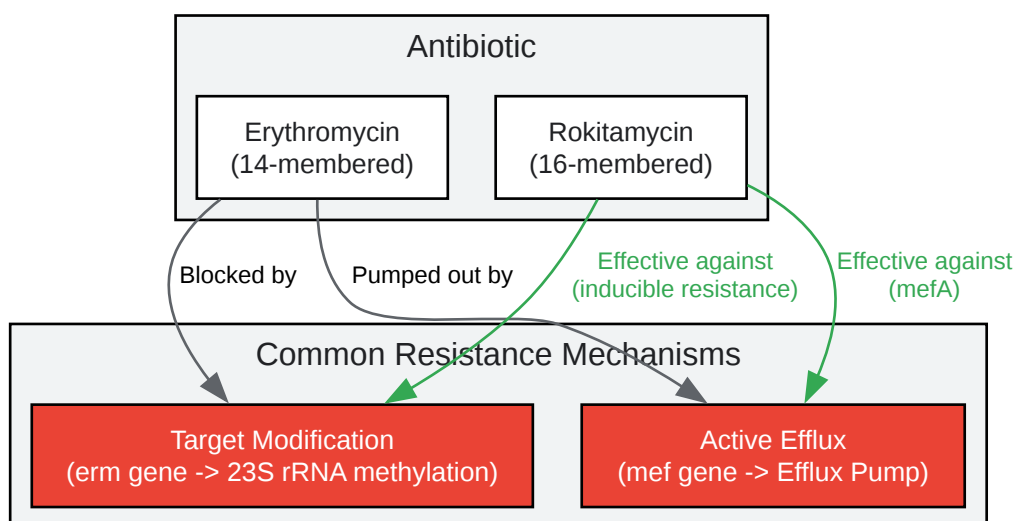 Antibiotic
Erythromycin
(14-membered)
Rokitamycin
(16-membered)
Blocked by
Pumped out by
Effective against
(inducible resistance)
Effective against
(mefA)
Common Resistance Mechanisms
Target Modification
(erm gene -> 23S rRNA methylation)
Active Efflux
(mef gene -> Efflux Pump)